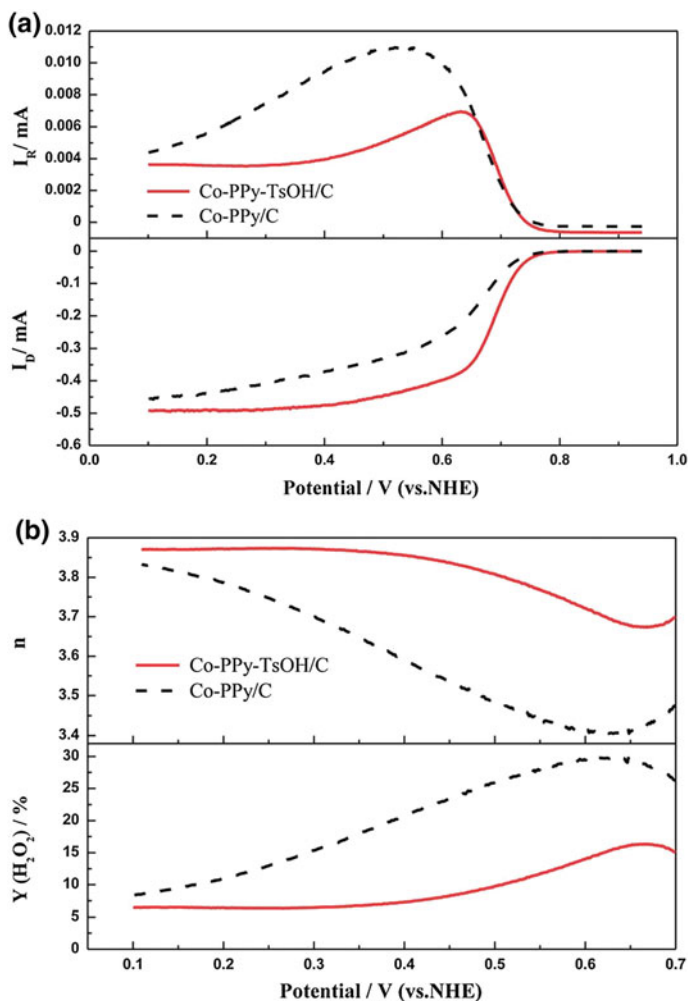 (a)
0.012
0.010
0.008
0.006
0.004
0.002
0
I_R/ mA
Co-PPy-TsOH/C
Co-PPy/C
0
-0.1
-0.2
-0.3
-0.4
-0.5
-0.6
I_D/ mA
0.0 0.2 0.4 0.6 0.8 1.0
Potential / V (vs.NHE)
(b)
3.9
3.8
3.7
3.6
3.5
3.4
n
Co-PPy-TsOH/C
Co-PPy/C
30
25
20
15
10
5
0
Y (H₂O₂) / %
0.1 0.2 0.3 0.4 0.5 0.6 0.7
Potential / V (vs.NHE)